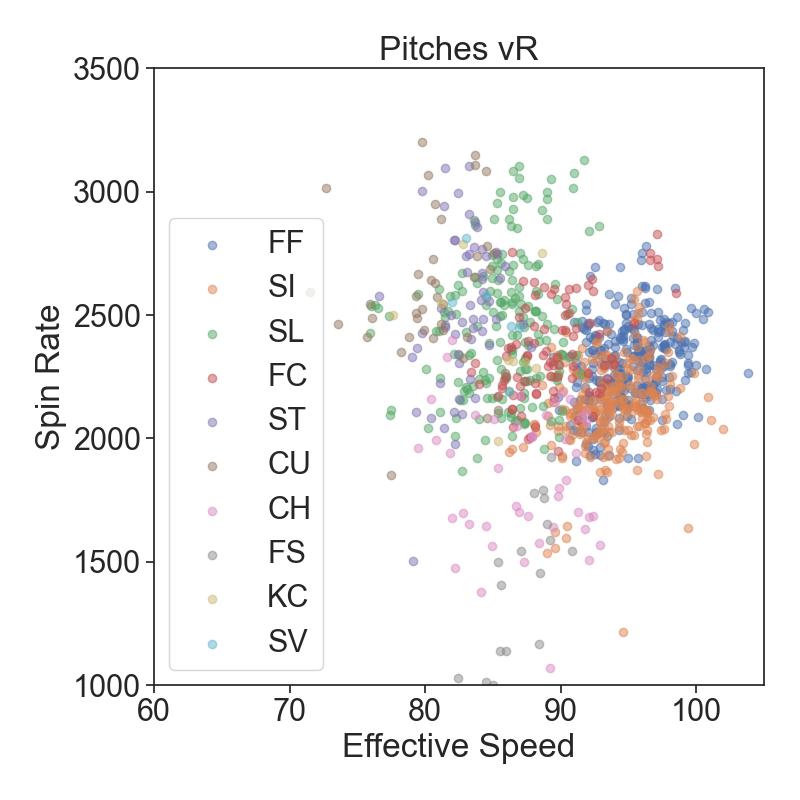 Pitches vR
3500
3000
2500
2000
1500
1000
Spin Rate
FF
SI
SL
FC
ST
CU
CH
FS
KC
SV
60
70
80
90
100
Effective Speed